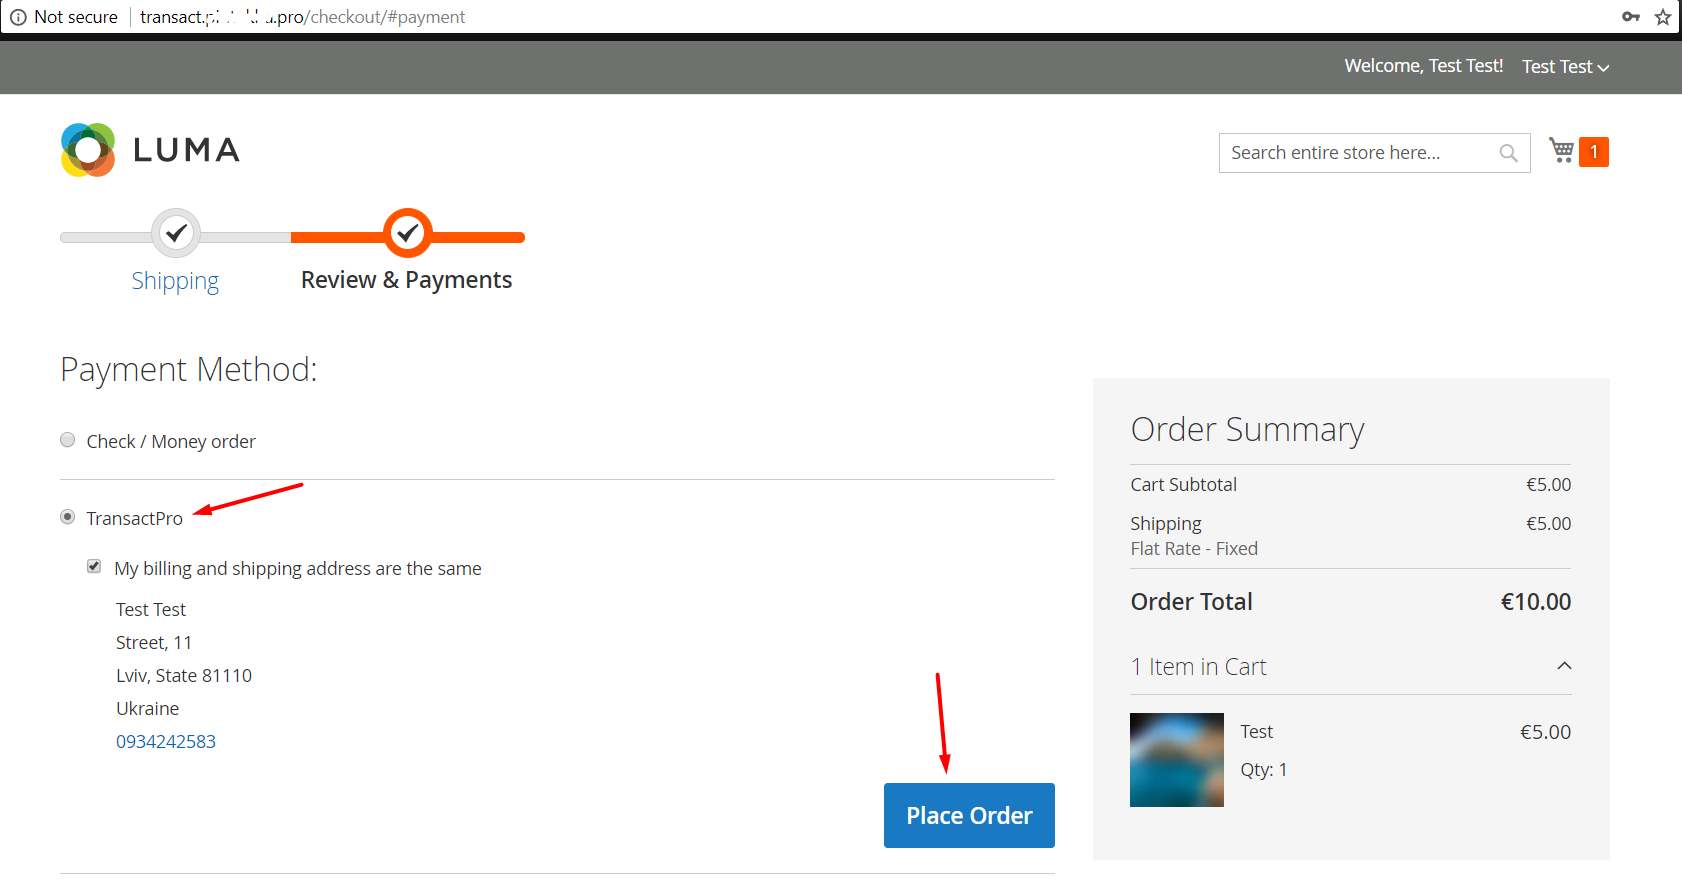 Not secure
.pro/checkout/#payment
Welcome, Test Test! Test Test
LUMA
Search entire store here...
1
Shipping
Review & Payments
Payment Method:
Check / Money order
TransactPro
My billing and shipping address are the same
Test Test
Street, 11
Lviv, State 81110
Ukraine
0934242583
Place Order
Order Summary
Cart Subtotal €5.00
Shipping €5.00
Flat Rate - Fixed
Order Total €10.00
1 Item in Cart
Test €5.00
Qty: 1